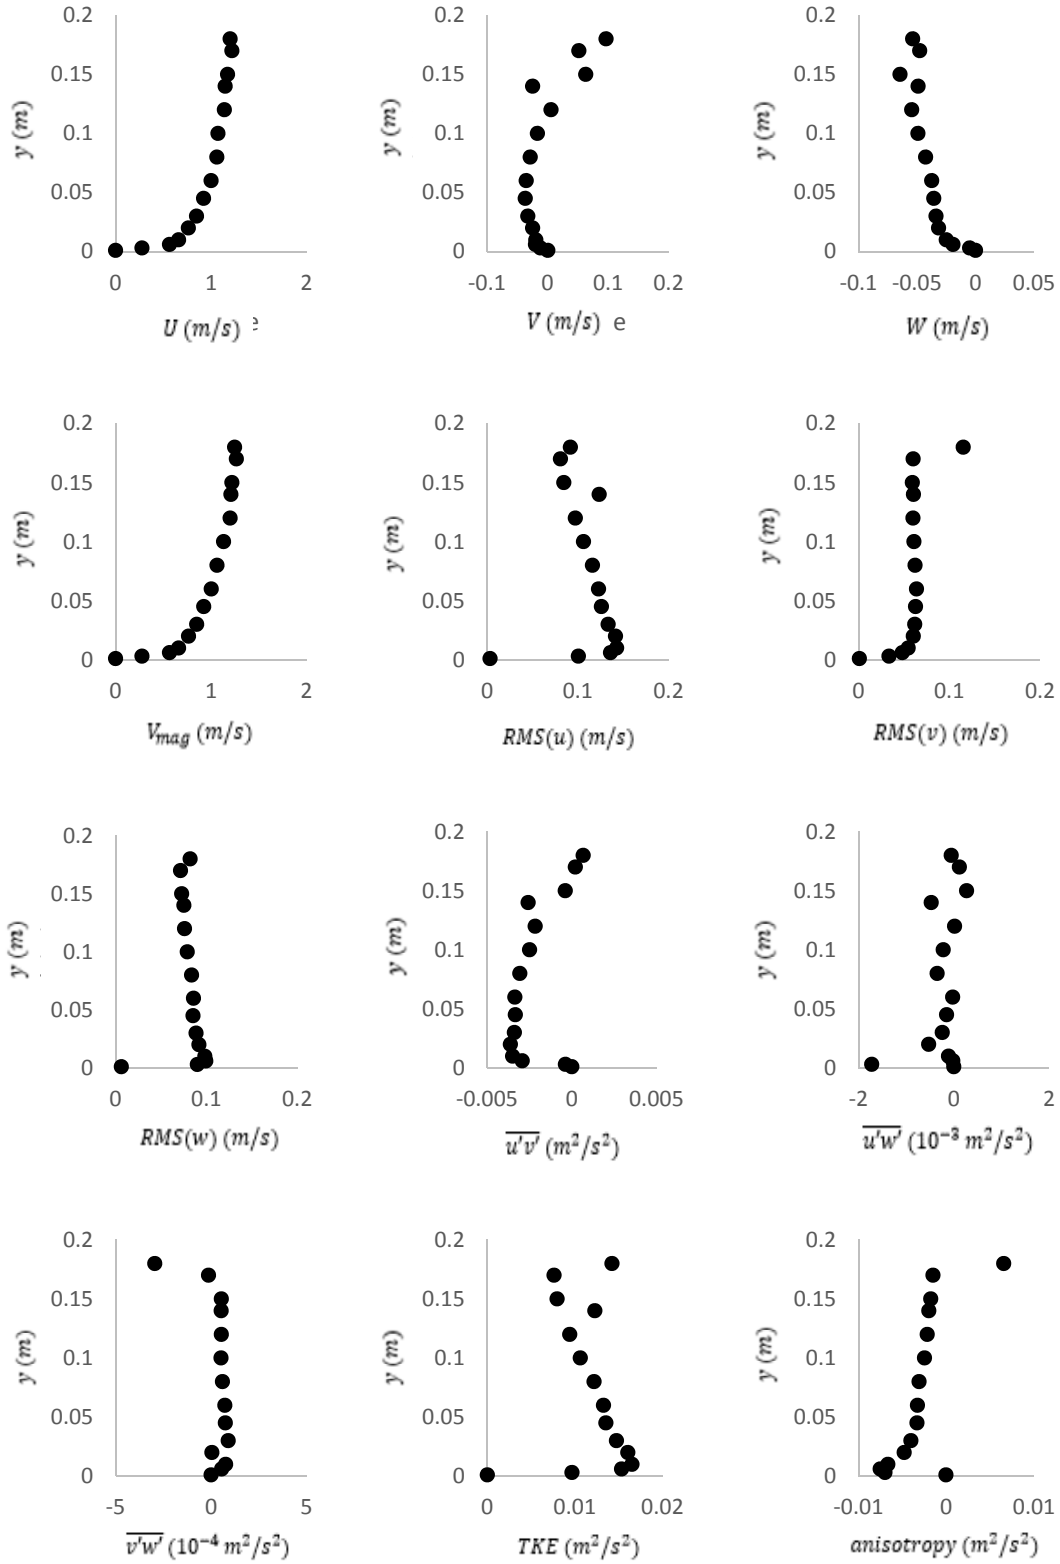 0.2 0.2 0.2
0.15 0.15 0.15
y (m) y (m) y (m)
0.1 0.1 0.1
0.05 0.05 0.05
0 0 0
0 1 2 -0.1 0 0.1 0.2 -0.1 -0.05 0 0.05
U (m/s) e V (m/s) e W (m/s)
0.2 0.2 0.2
0.15 0.15 0.15
y (m) y (m) y (m)
0.1 0.1 0.1
0.05 0.05 0.05
0 0 0
0 1 2 0 0.1 0.2 0 0.1 0.2
V_mag (m/s) RMS(u) (m/s) RMS(v) (m/s)
0.2 0.2 0.2
0.15 0.15 0.15
y (m) y (m) y (m)
0.1 0.1 0.1
0.05 0.05 0.05
0 0 0
0 0.1 0.2 -0.005 0 0.005 -2 0 2
RMS(w) (m/s) u̅'̅v̅'̅ (m²/s²) u̅'̅w̅'̅ (10⁻³ m²/s²)
0.2 0.2 0.2
0.15 0.15 0.15
y (m) y (m) y (m)
0.1 0.1 0.1
0.05 0.05 0.05
0 0 0
-5 0 5 0 0.01 0.02 -0.01 0 0.01
v̅'̅w̅'̅ (10⁻⁴ m²/s²) TKE (m²/s²) anisotropy (m²/s²)